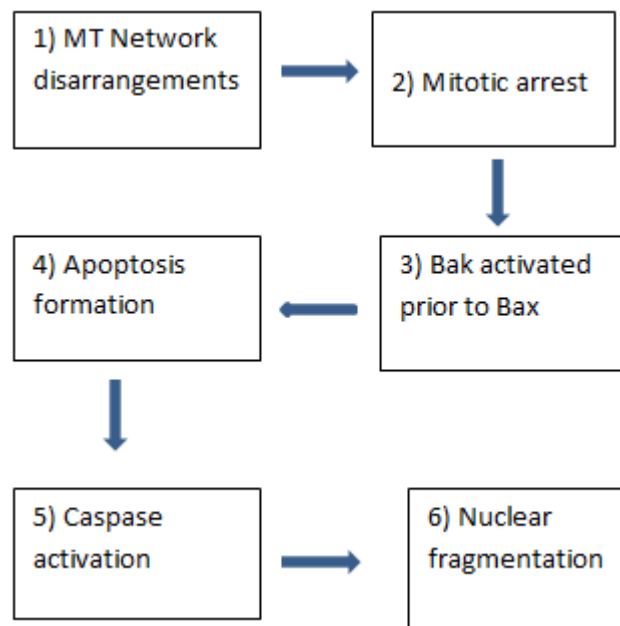 1) MT Network
disarrangements
2) Mitotic arrest
3) Bak activated
prior to Bax
4) Apoptosis
formation
5) Caspase
activation
6) Nuclear
fragmentation